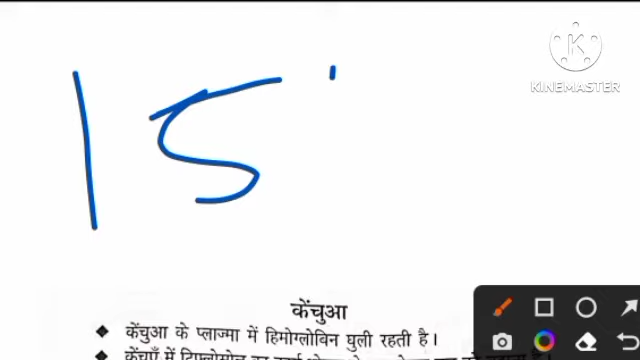 15'
KINEMASTER
केंचुआ
❖ केंचुआ के प्लाज्मा में हिमोग्लोविन घुली रहती है।
❖ केंचुएँ में